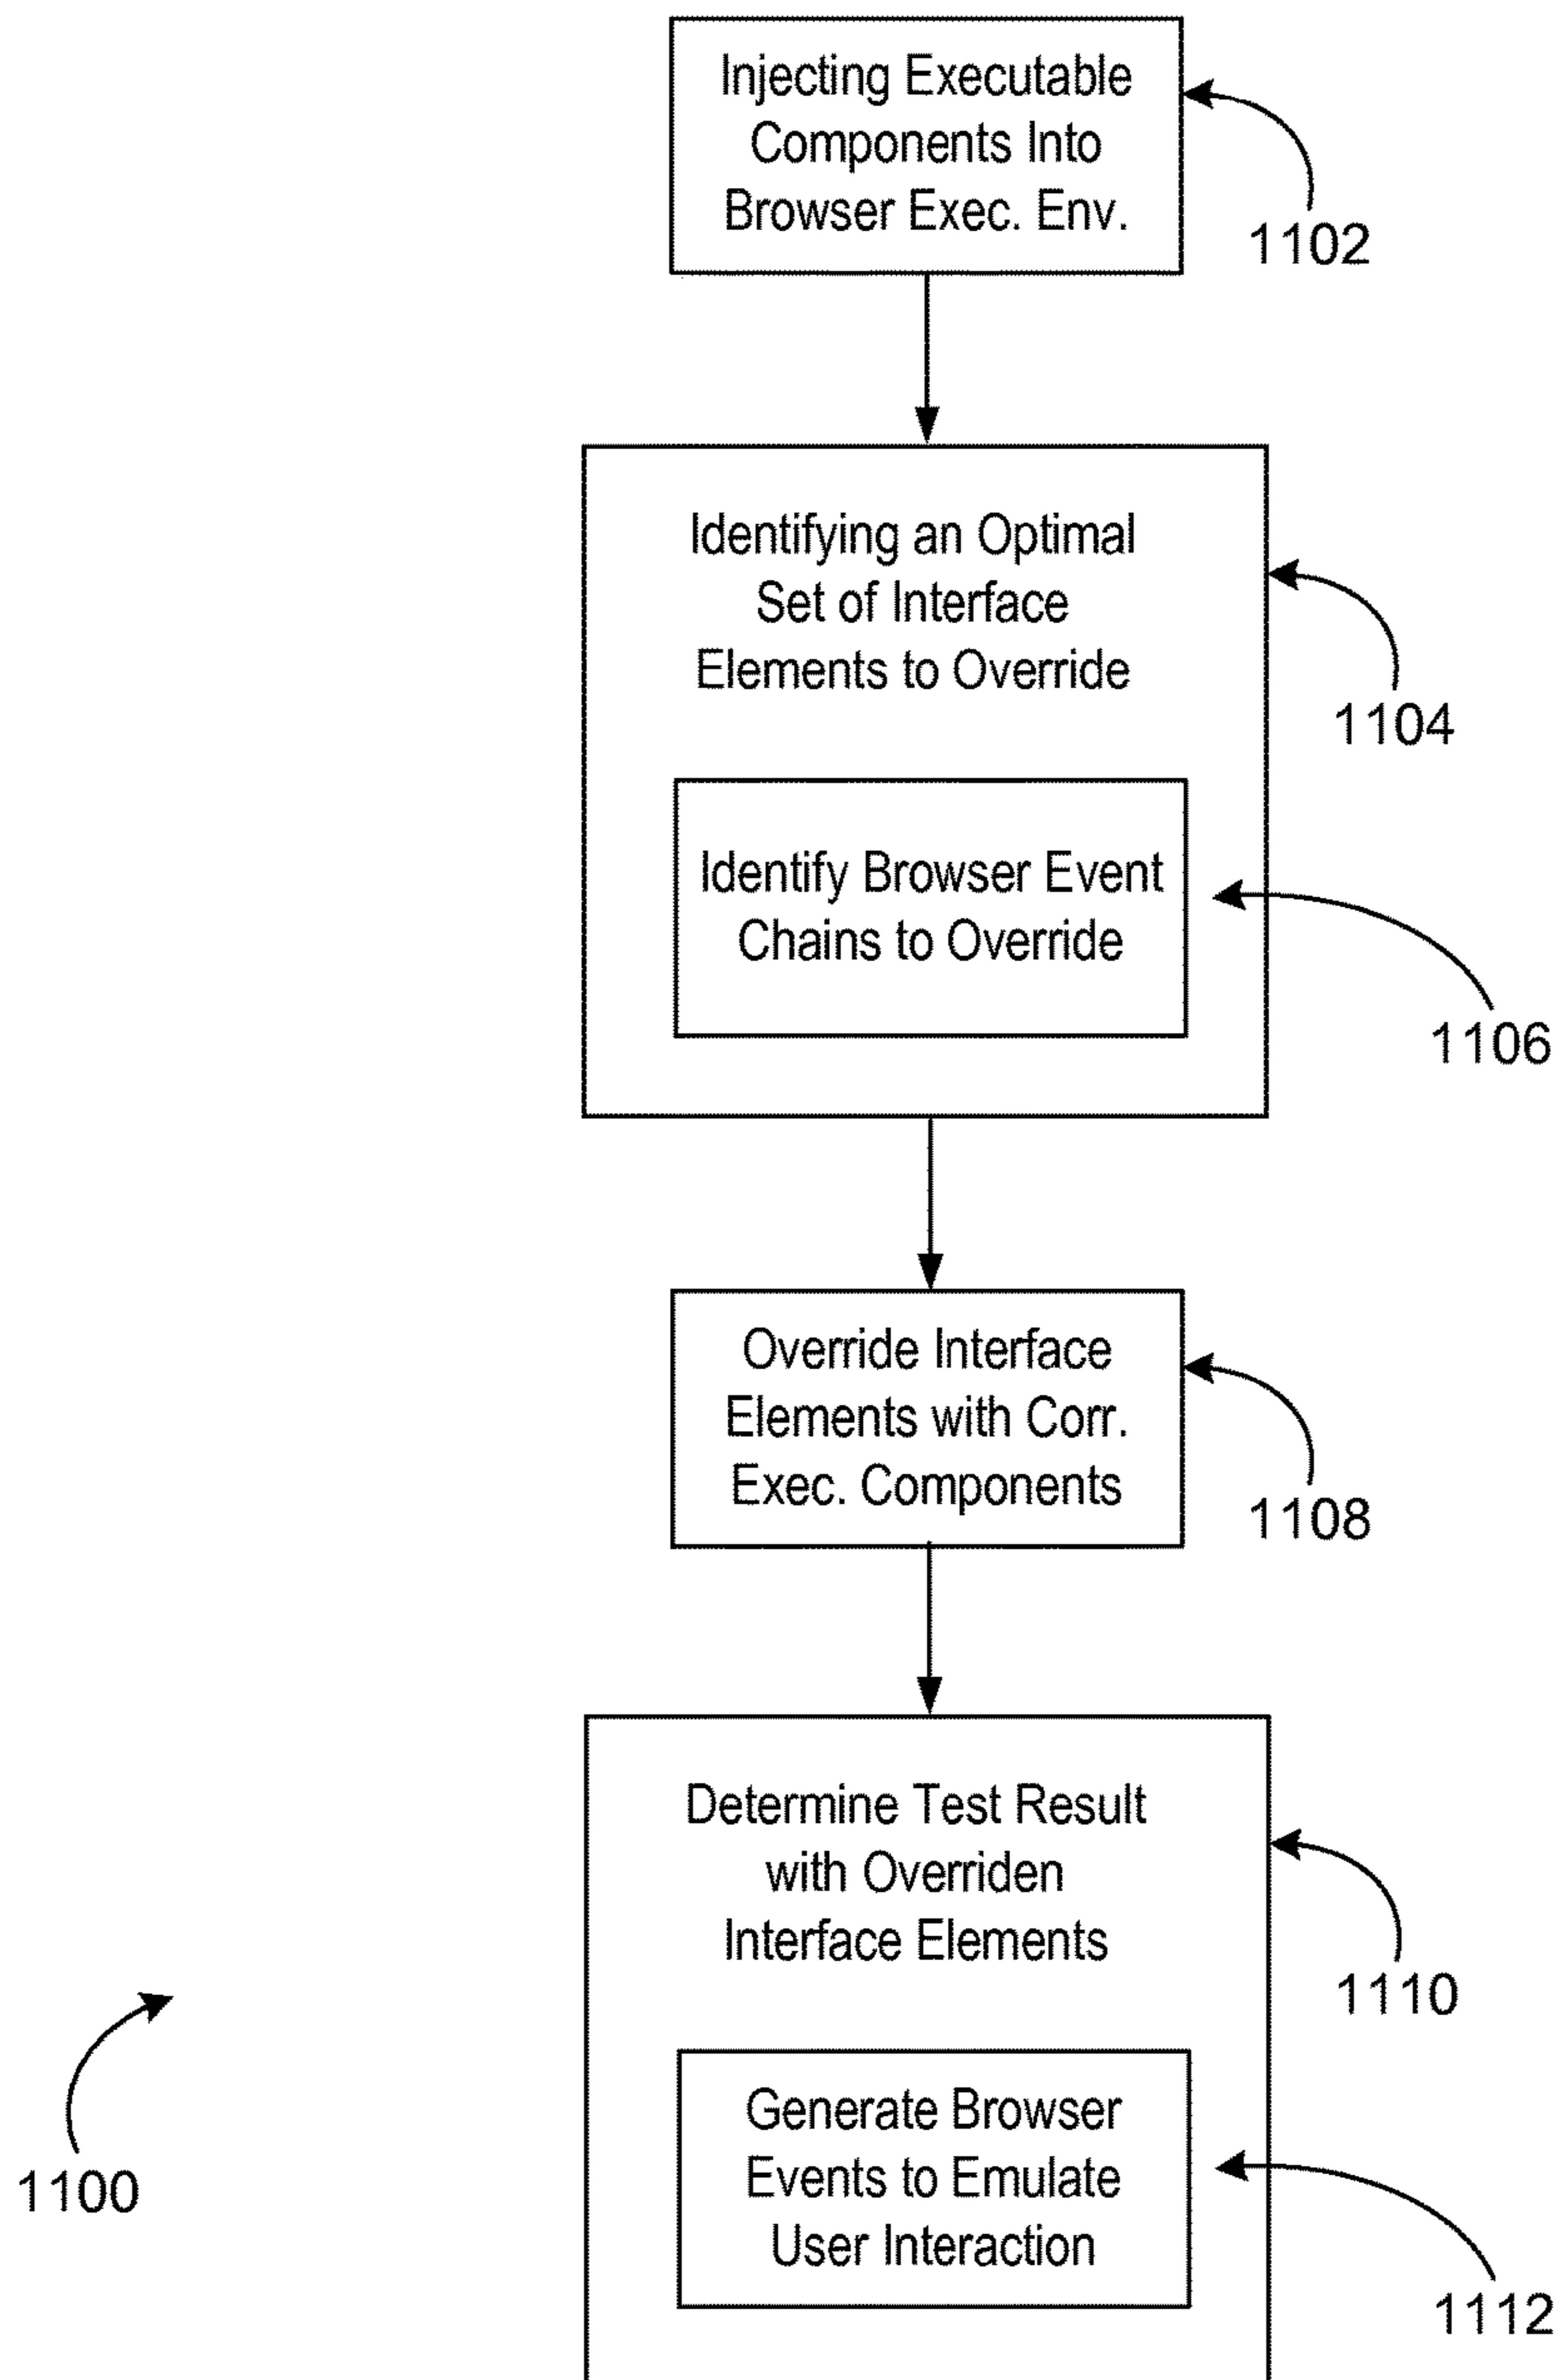 Injecting Executable
Components Into
Browser Exec. Env.
1102
Identifying an Optimal
Set of Interface
Elements to Override
1104
Identify Browser Event
Chains to Override
1106
Override Interface
Elements with Corr.
Exec. Components
1108
Determine Test Result
with Overriden
Interface Elements
1110
Generate Browser
Events to Emulate
User Interaction
1112
1100